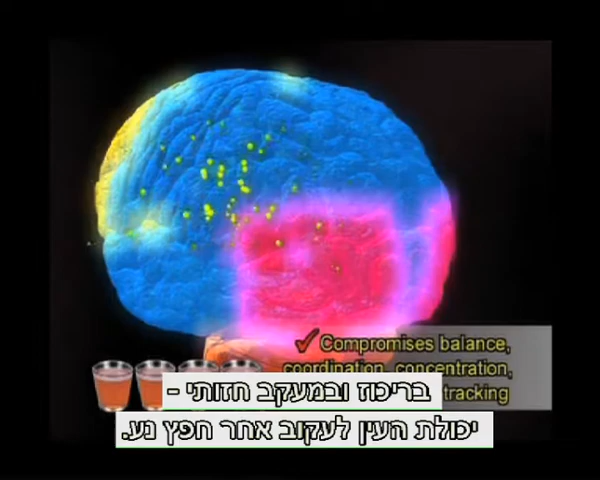 ✓Compromises balance,
coordination, concentration,
tracking
בריכוז ובמעקב חזותי -
יכולת העין לעקוב אחר חפץ נע.